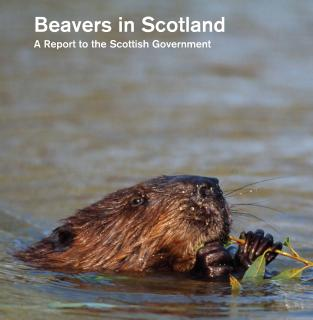 Beavers in Scotland
A Report to the Scottish Government